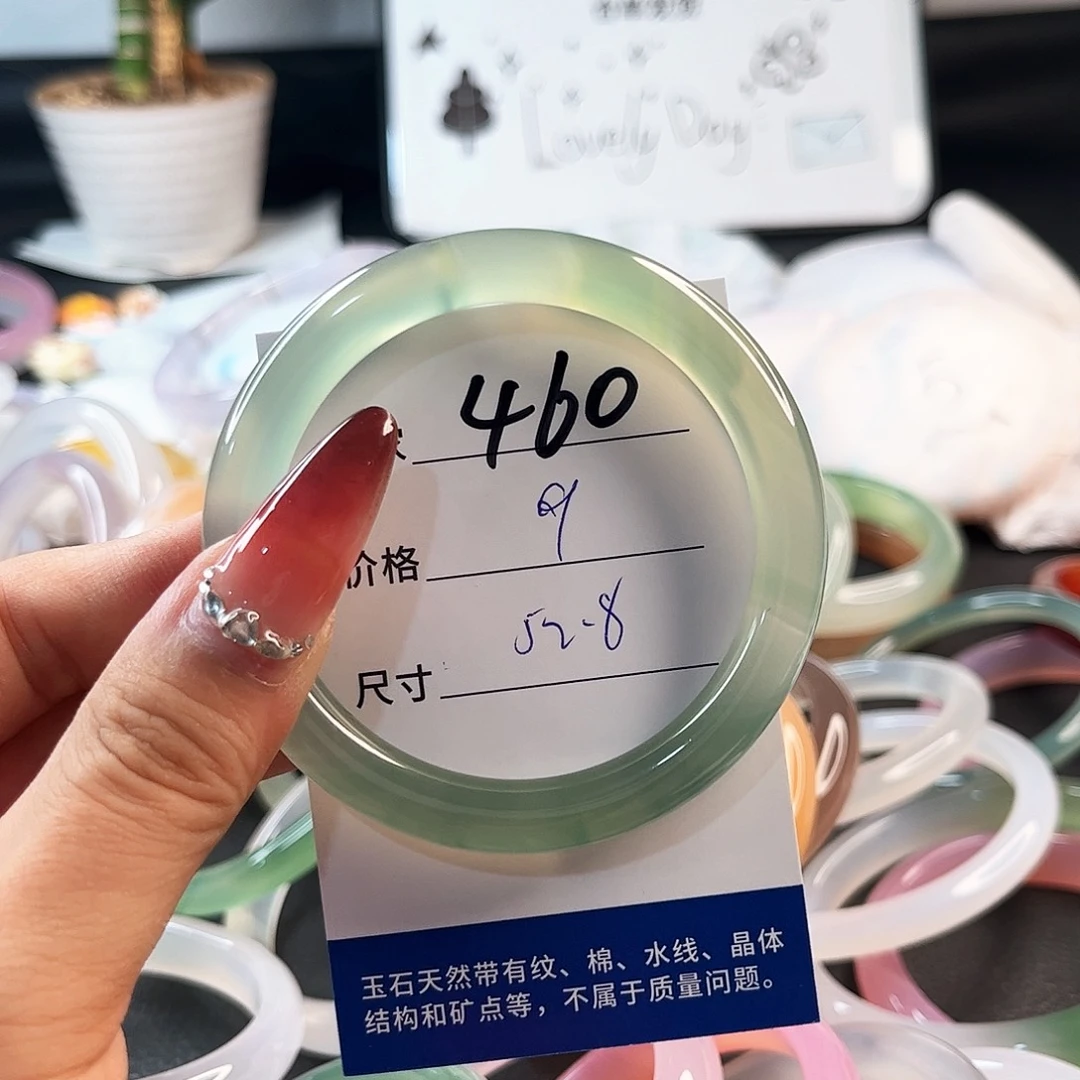 Lovely Day
460
价格 9
尺寸 52.8
玉石天然带有纹、棉、水线、晶体
结构和矿点等，不属于质量问题。